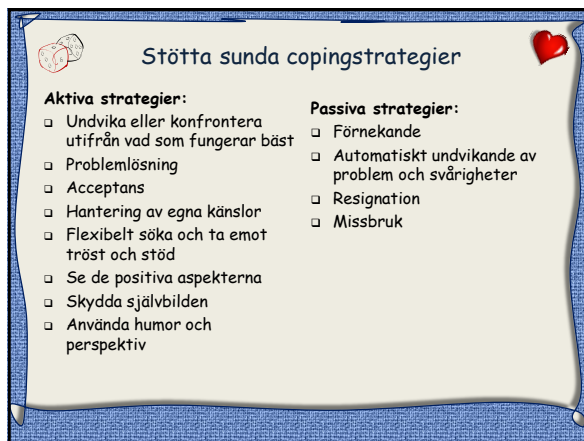 Stötta sunda copingstrategier
Aktiva strategier:
Undvika eller konfrontera
utifrån vad som fungerar bäst
Problemlösning
Acceptans
Hantering av egna känslor
Flexibelt söka och ta emot
tröst och stöd
Se de positiva aspekterna
Skydda självbilden
Använda humor och
perspektiv
Passiva strategier:
Förnekande
Automatiskt undvikande av
problem och svårigheter
Resignation
Missbruk